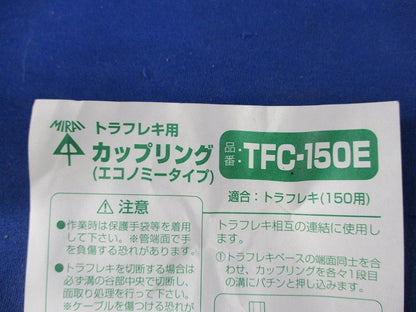 MIRAI
トラフレキ用
カップリング
(エコノミータイプ)
品番: TFC-150E
適合:トラフレキ(150用)
⚠注意
●作業時は保護手袋等を着用
して下さい。※管端面で手
を負傷する恐れがあります。
●トラフレキを切断する場合は
必ず溝の谷部中央で切断し、
面取り処理を行って下さい。
※ケーブルを傷つける恐れが
トラフレキ相互の連結に使用し
ます。
①トラフレキベースの端面同士を合
わせ、カップリングを各々1段目
の溝にパチンと押し込みます。